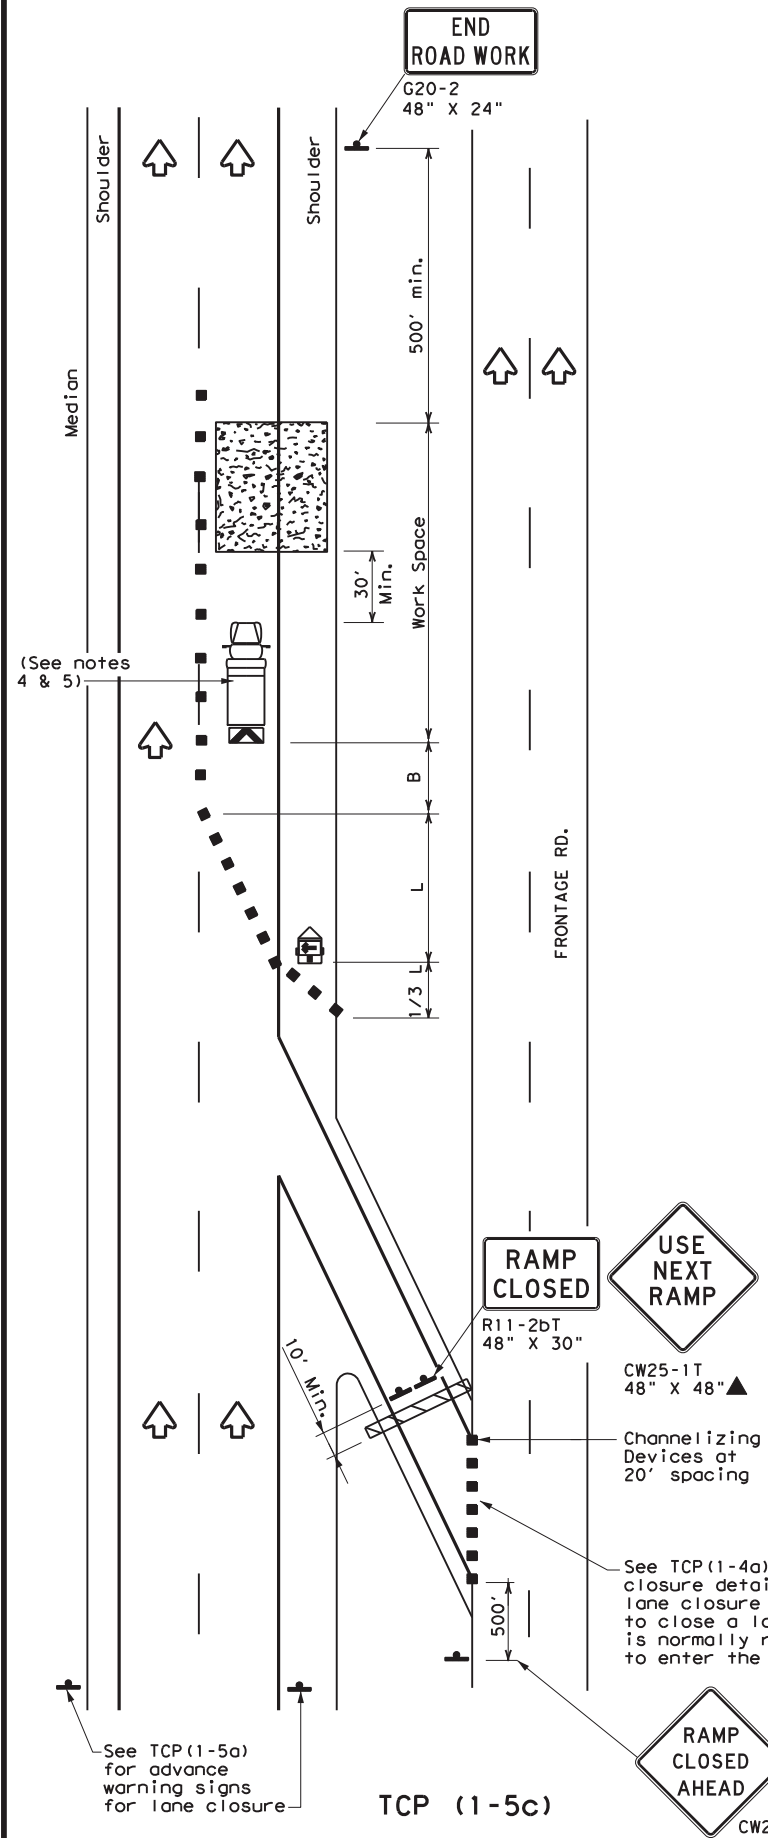 END
ROAD WORK
G20-2
48" X 24"
Shoulder
Shoulder
500' min.
Median
Work Space
30'
Min.
(See notes
4 & 5)
B
L
FRONTAGE RD.
1/3 L
RAMP
CLOSED
R11-2bT
48" X 30"
USE
NEXT
RAMP
CW25-1T
48" X 48"
10' Min.
Channelizing
Devices at
20' spacing
See TCP(1-4a)
closure
lane closure
to close a
is normally
to enter the
500'
RAMP
CLOSED
AHEAD
See TCP(1-5a)
for advance
warning signs
for lane closure
TCP (1-5c)